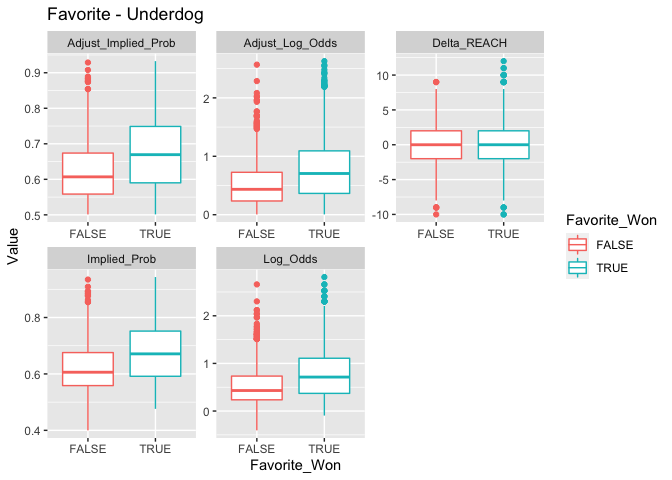 Favorite - Underdog
Adjust_Implied_Prob
Adjust_Log_Odds
Delta_REACH
0.9
0.8
0.7
0.6
0.5
2
1
0
10
5
0
-5
-10
FALSE
TRUE
FALSE
TRUE
FALSE
TRUE
Value
Implied_Prob
Log_Odds
0.8
0.6
0.4
2
1
0
FALSE
TRUE
FALSE
TRUE
Favorite_Won
Favorite_Won
FALSE
TRUE